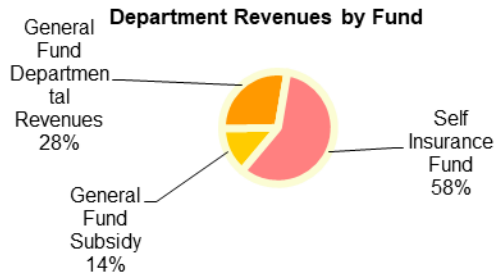 Department Revenues by Fund
General
Fund
Departmen
tal
Revenues
28%
Self
Insurance
Fund
58%
General
Fund
Subsidy
14%